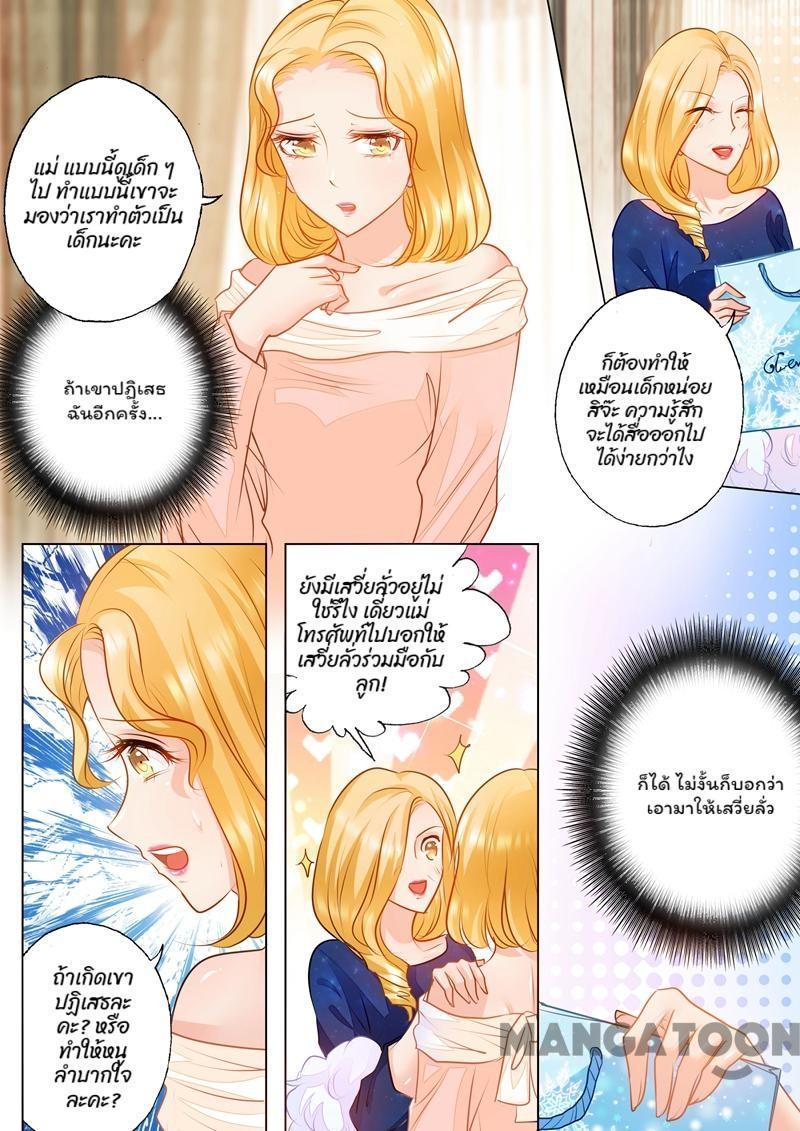 แม่ แบบนี้ดูเด็ก ๆ
ไป ทำแบบนี้เขาจะ
มองว่าเราทำตัวเป็น
เด็กนะคะ
ถ้าเขาปฏิเสธ
ฉันอีกครั้ง...
ก็ต้องทำให้
เหมือนเด็กหน่อย
สิจ๊ะ ความรู้สึก
จะได้สื่อออกไป
ได้ง่ายกว่าไง
ถ้าเกิดเขา
ปฏิเสธละ
คะ? หรือ
ทำให้หนู
ลำบากใจ
ละคะ?
ยังมีเสวี่ยลั่วอยู่ไม่
ใช่รึไง เดี๋ยวแม่
โทรศัพท์ไปบอกให้
เสวี่ยลั่วร่วมมือกับ
ลูก!
ก็ได้ ไม่งั้นก็บอกว่า
เอามาให้เสวี่ยลั่ว
MANGATOON